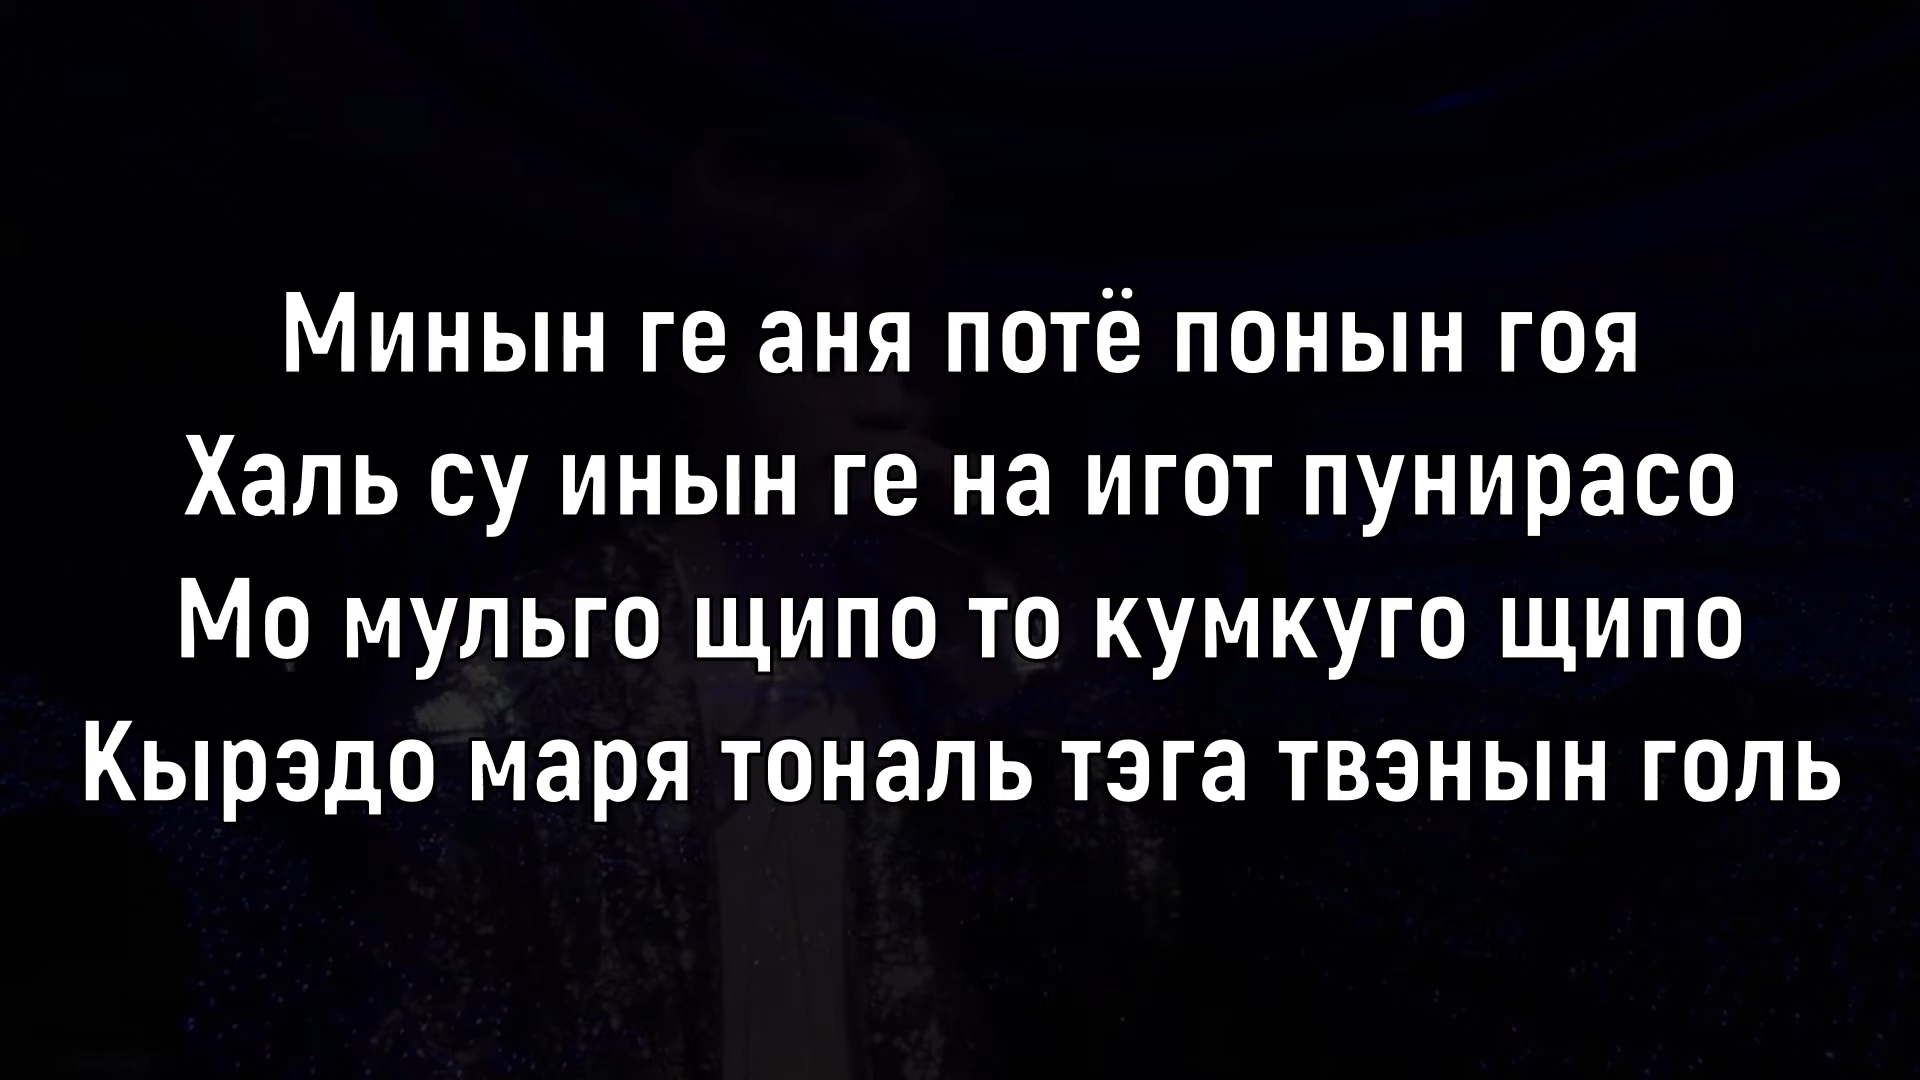 Минын ге аня потё понын гоя
Халь су инын ге на игот пунирасо
Мо мульго щипо то кумкуго щипо
Кырэдо маря тональ тэга твэнын голь